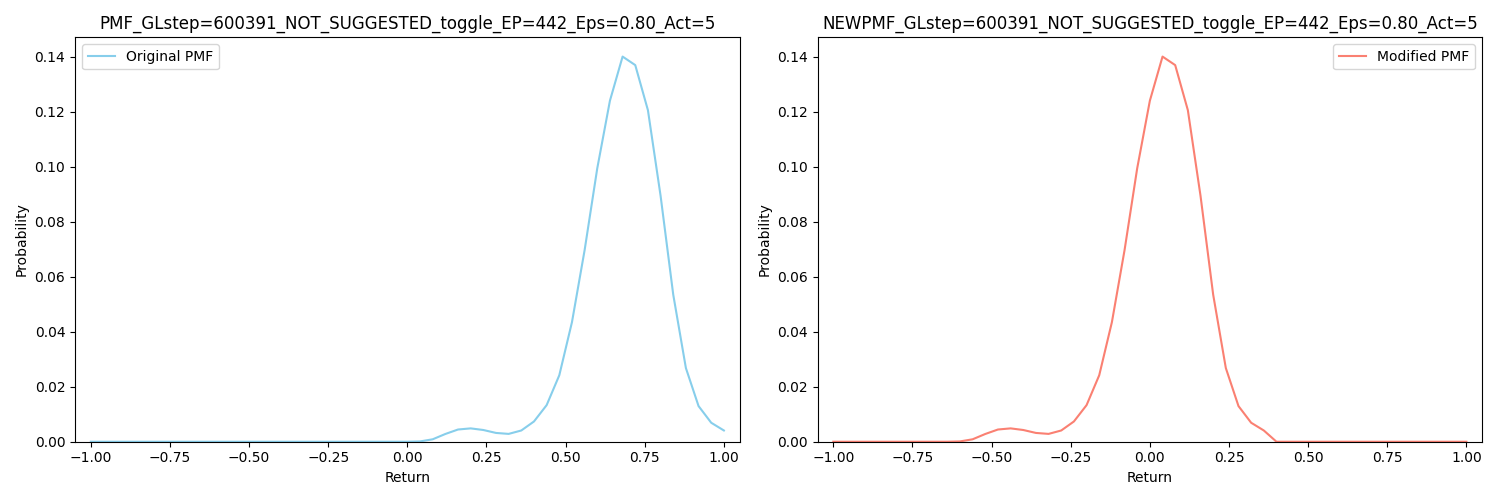 PMF_GLstep=600391_NOT_SUGGESTED_toggle_EP=442_Eps=0.80_Act=5
Original PMF
Probability
0.14
0.12
0.10
0.08
0.06
0.04
0.02
0.00
−1.00 −0.75 −0.50 −0.25 0.00 0.25 0.50 0.75 1.00
Return
NEWPMF_GLstep=600391_NOT_SUGGESTED_toggle_EP=442_Eps=0.80_Act=5
Modified PMF
Probability
0.14
0.12
0.10
0.08
0.06
0.04
0.02
0.00
−1.00 −0.75 −0.50 −0.25 0.00 0.25 0.50 0.75 1.00
Return